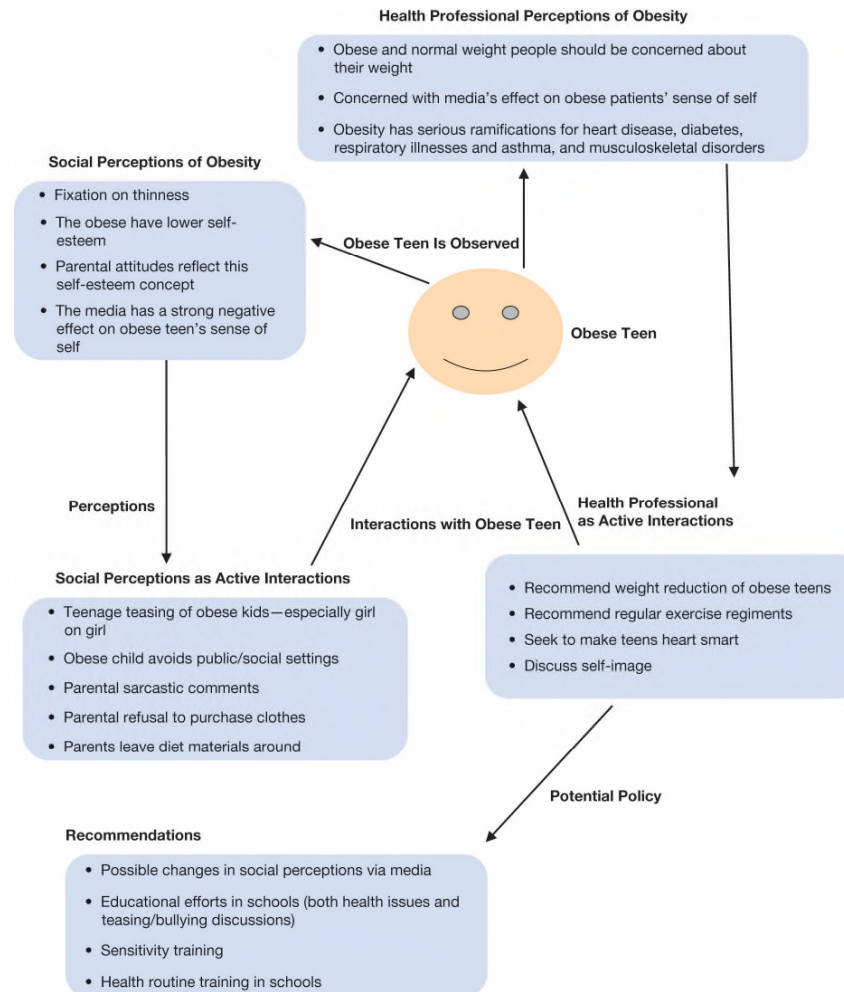 Health Professional Perceptions of Obesity
• Obese and normal weight people should be concerned about
their weight
• Concerned with media's effect on obese patients' sense of self
• Obesity has serious ramifications for heart disease, diabetes,
respiratory illnesses and asthma, and musculoskeletal disorders
Social Perceptions of Obesity
• Fixation on thinness
• The obese have lower self-
esteem
• Parental attitudes reflect this
self-esteem concept
• The media has a strong negative
effect on obese teen's sense of
self
Obese Teen Is Observed
Obese Teen
Perceptions
Interactions with Obese Teen
Health Professional
as Active Interactions
Social Perceptions as Active Interactions
• Teenage teasing of obese kids—especially girl
on girl
• Obese child avoids public/social settings
• Parental sarcastic comments
• Parental refusal to purchase clothes
• Parents leave diet materials around
• Recommend weight reduction of obese teens
• Recommend regular exercise regiments
• Seek to make teens heart smart
• Discuss self-image
Potential Policy
Recommendations
• Possible changes in social perceptions via media
• Educational efforts in schools (both health issues and
teasing/bullying discussions)
• Sensitivity training
• Health routine training in schools